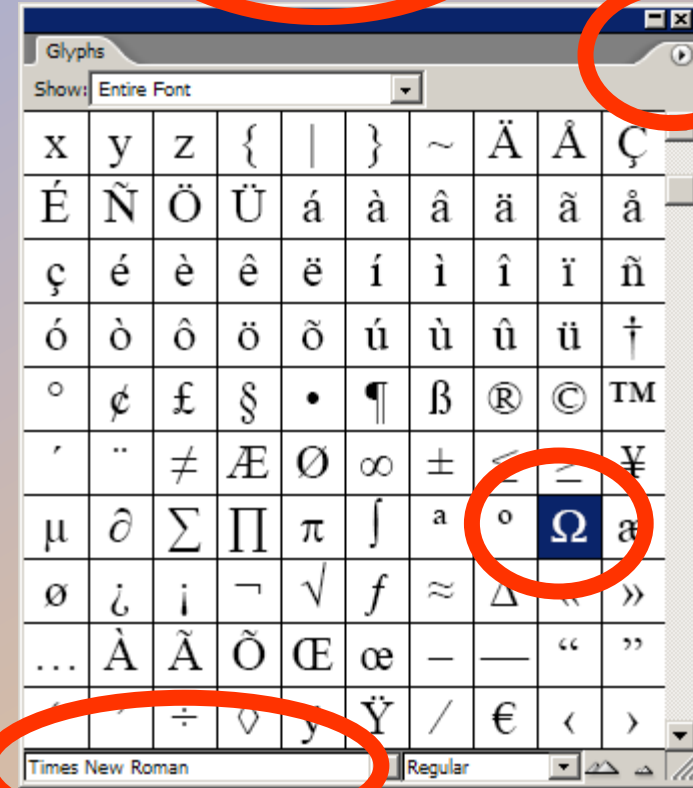 Glyphs
Show: Entire Font
x y z { | } ~ Ä Å Ç
É Ñ Ö Ü á à â ä ã å
ç é è ê ë í ì î ï ñ
ó ò ô ö õ ú ù û ü †
° ¢ £ § • ¶ ß ® © ™
´ ¨ ≠ Æ Ø ∞ ± ≤ ≥ ¥
µ ∂ ∑ ∏ π ∫ ª º Ω æ
ø ¿ ¡ ¬ √ ƒ ≈ ∆ « »
… À Ã Õ Œ œ – — “ ”
÷ ◊ ÿ Ÿ ⁄ € ‹ ›
Times New Roman Regular